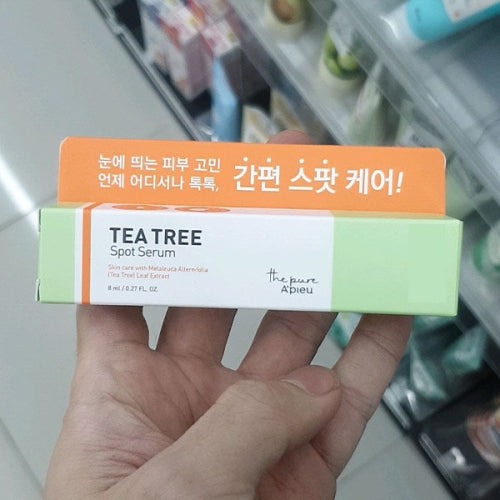 눈에 띄는 피부 고민
언제 어디서나 톡톡,
간편 스팟 케어!
TEA TREE
Spot Serum
Skin care with Melaleuca Alternifolia
(Tea Tree) Leaf Extract
8 ml / 0.27 FL. OZ.
the pure
A'PIEU